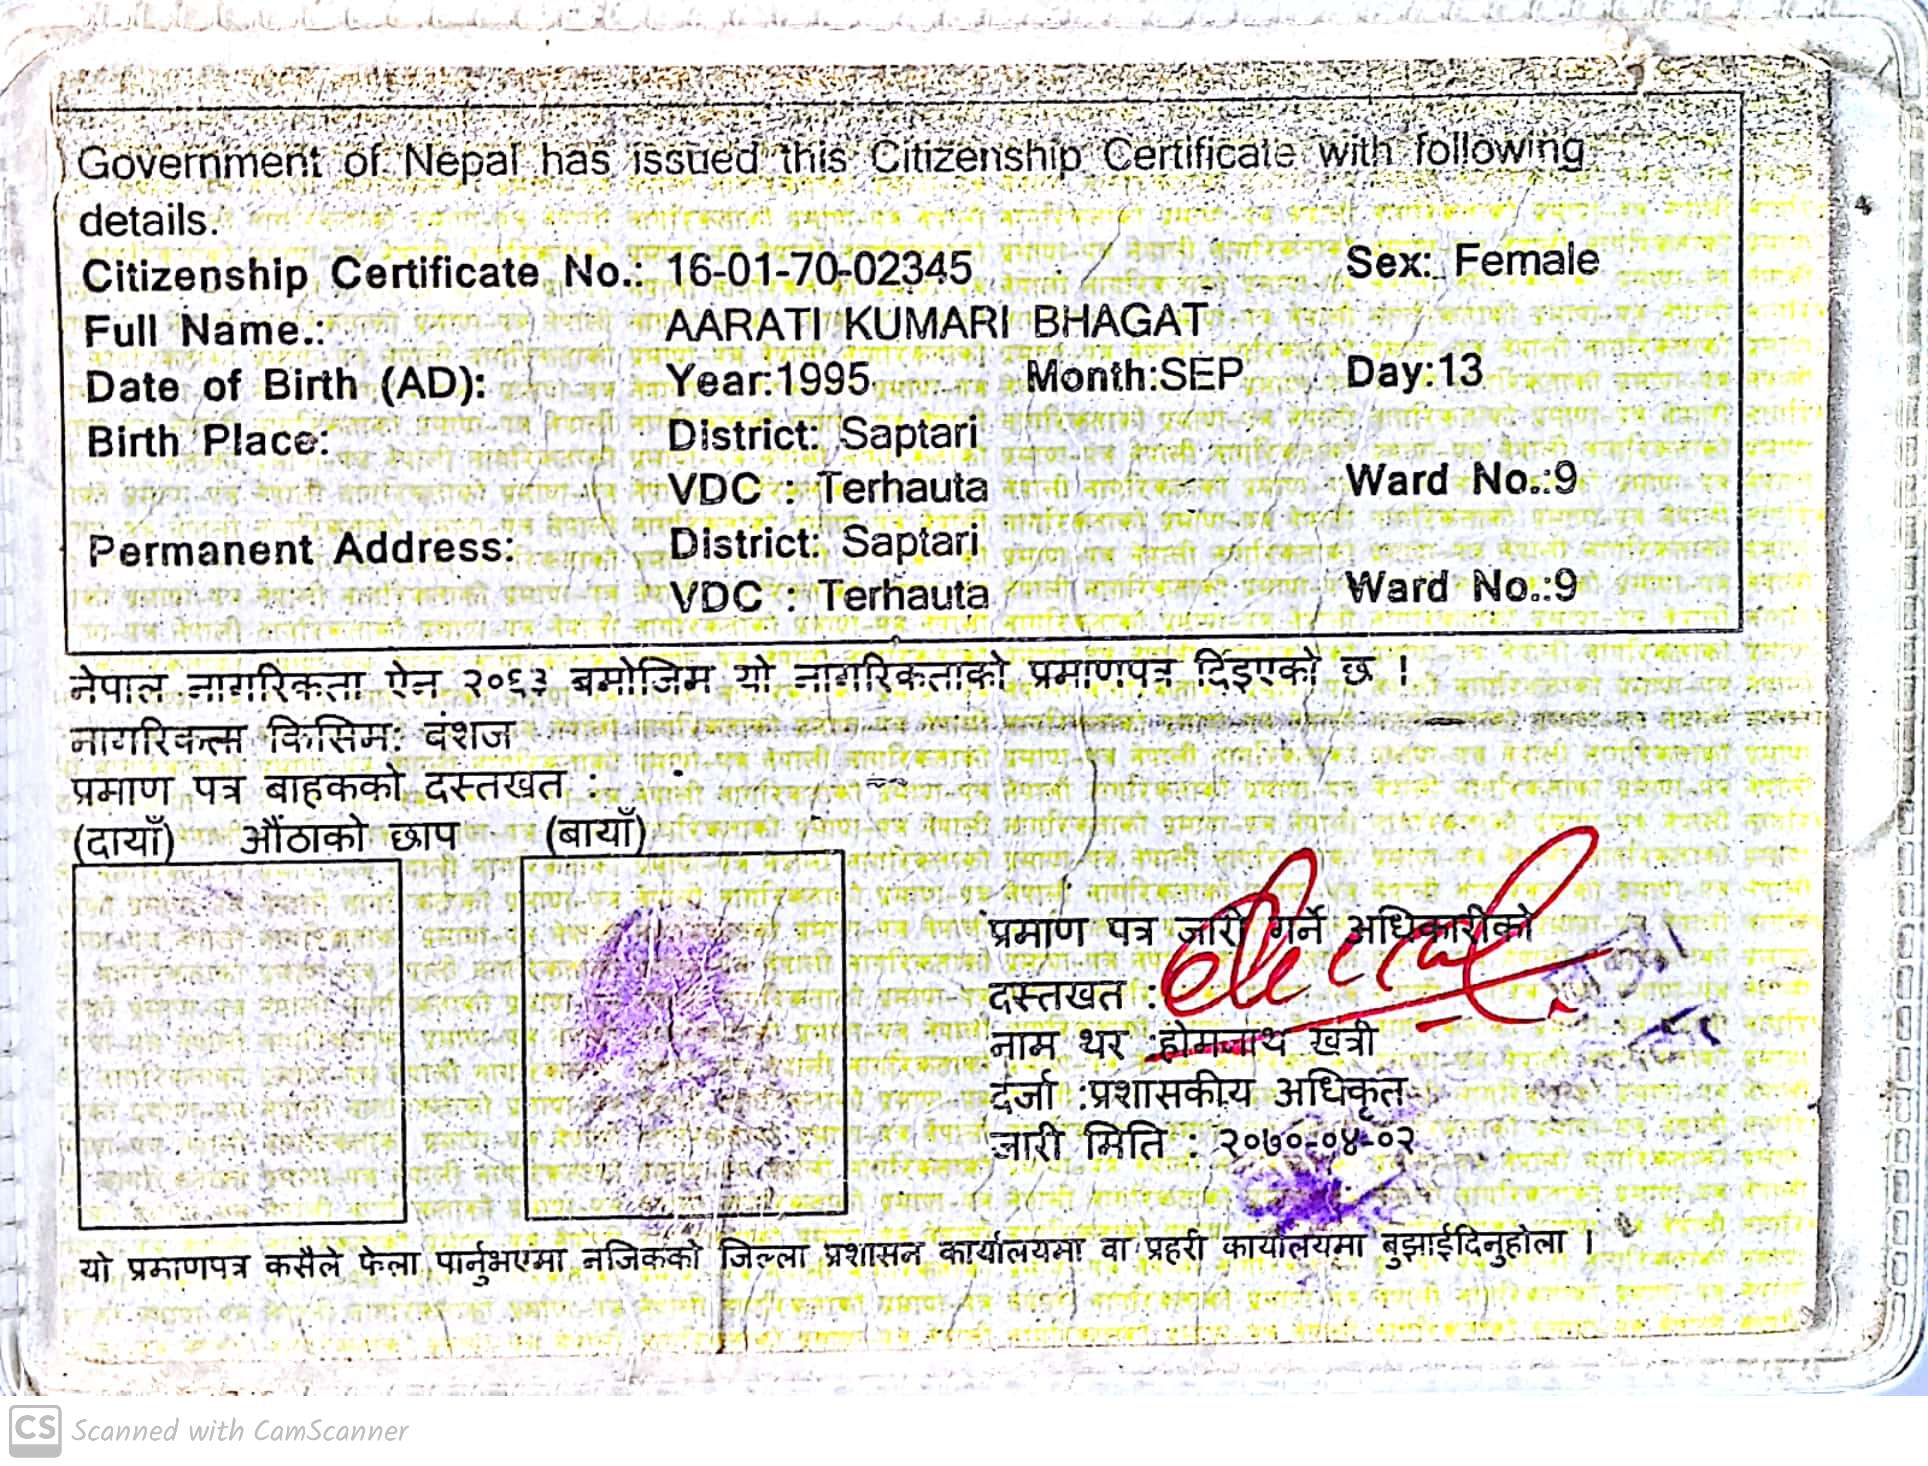 Government of Nepal has issued this Citizenship Certificate with following
details.
Citizenship Certificate No.: 16-01-70-02345 Sex: Female
Full Name.: AARATI KUMARI BHAGAT
Date of Birth (AD): Year:1995 Month:SEP Day:13
Birth Place: District: Saptari
VDC : Terhauta Ward No.:9
Permanent Address: District: Saptari
VDC : Terhauta Ward No.:9
नेपाल नागरिकता ऐन २०६३ बमोजिम यो नागरिकताको प्रमाणपत्र दिइएको छ ।
नागरिकता किसिम: वंशज
प्रमाण पत्र बाहकको दस्तखत :
(दायाँ) औंठाको छाप (बायाँ)
प्रमाण पत्र जारी गर्ने अधिकारीको
दस्तखत :
नाम थर :होमनाथ खत्री
दर्जा :प्रशासकीय अधिकृत
जारी मिति : २०७०-०४-०२
यो प्रमाणपत्र कसैले फेला पार्नुभएमा नजिकको जिल्ला प्रशासन कार्यालयमा वा प्रहरी कार्यालयमा बुझाईदिनुहोला ।
CS Scanned with CamScanner